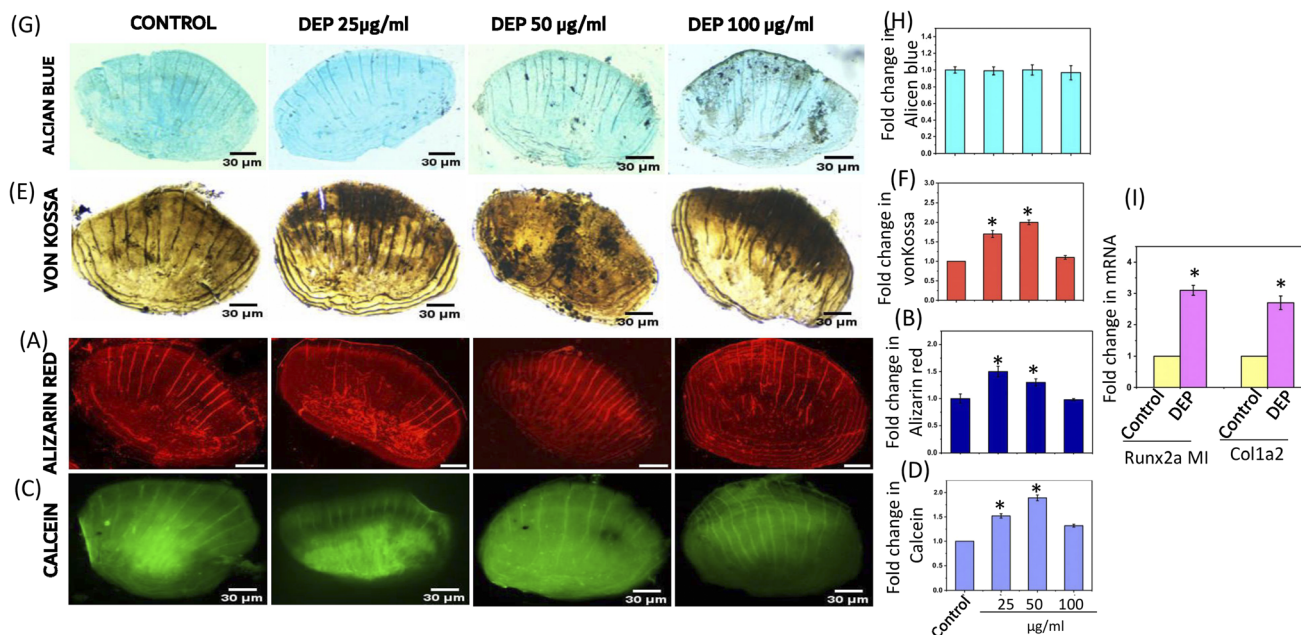 (G)
CONTROL
DEP 25µg/ml
DEP 50 µg/ml
DEP 100 µg/ml
ALCIAN BLUE
30 µm
30 µm
30 µm
30 µm
(H)
Fold change in
Alicen blue
1.4
1.2
1.0
0.8
0.6
0.4
0.2
0.0
(E)
VON KOSSA
30 µm
30 µm
30 µm
30 µm
(F)
Fold change in
vonKossa
3.0
2.5
2.0
1.5
1.0
0.5
0.0
* *
(A)
ALIZARIN RED
(B)
Fold change in
Alizarin red
2.0
1.5
1.0
0.5
0.0
* *
(C)
CALCEIN
30 µm
30 µm
30 µm
30 µm
(D)
Fold change in
Calcein
2.0
1.5
1.0
0.5
0.0
* *
Control
25 50 100
µg/ml
(I)
Fold change in mRNA
4
3
2
1
0
* *
Control
DEP
Control
DEP
Runx2a MI
Col1a2